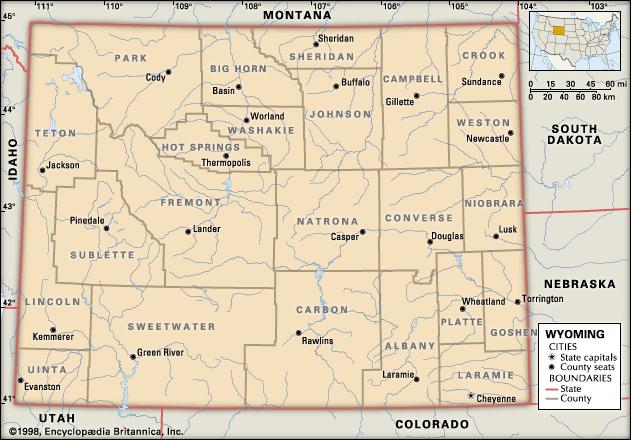 45°
111°
110°
109°
108°
107°
106°
105°
104°
103°
MONTANA
Sheridan
SHERIDAN
PARK
Cody
BIG HORN
Basin
Buffalo
JOHNSON
CAMPBELL
Gillette
CROOK
Sundance
0 15 30 45 60 mi
0 20 40 60 80 km
44°
Worland
WASHAKIE
WESTON
Newcastle
SOUTH
DAKOTA
TETON
HOT SPRINGS
Thermopolis
IDAHO
Jackson
43°
FREMONT
Lander
Pinedale
SUBLETTE
NATRONA
Casper
CONVERSE
Douglas
NIOBRARA
Lusk
NEBRASKA
42°
LINCOLN
Kemmerer
SWEETWATER
Green River
CARBON
Rawlins
ALBANY
Laramie
Wheatland
PLATTE
Torrington
GOSHEN
UINTA
Evanston
LARAMIE
Cheyenne
41°
WYOMING
CITIES
State capitals
County seats
BOUNDARIES
State
County
UTAH
COLORADO
©1998, Encyclopædia Britannica, Inc.